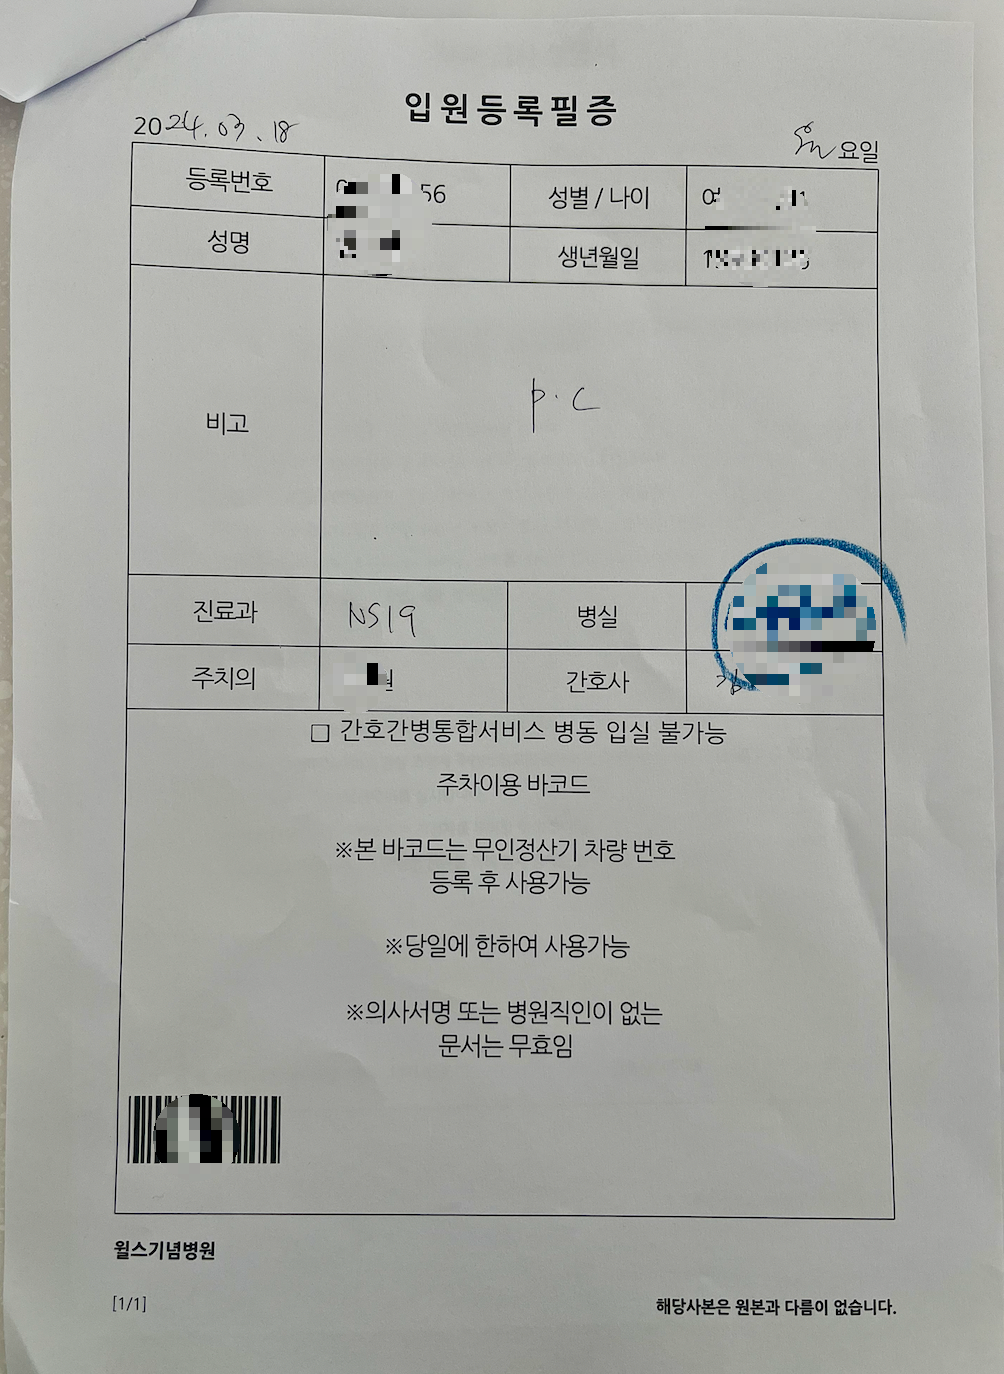 입원등록필증
2024.03.18
월요일
등록번호 56 성별 / 나이 여
성명 생년월일
비고 p.c
진료과 NS19 병실
주치의 원 간호사 김
□ 간호간병통합서비스 병동 입실 불가능
주차이용 바코드
※본 바코드는 무인정산기 차량 번호
등록 후 사용가능
※당일에 한하여 사용가능
※의사서명 또는 병원직인이 없는
문서는 무효임
윌스기념병원
[1/1]
해당사본은 원본과 다름이 없습니다.